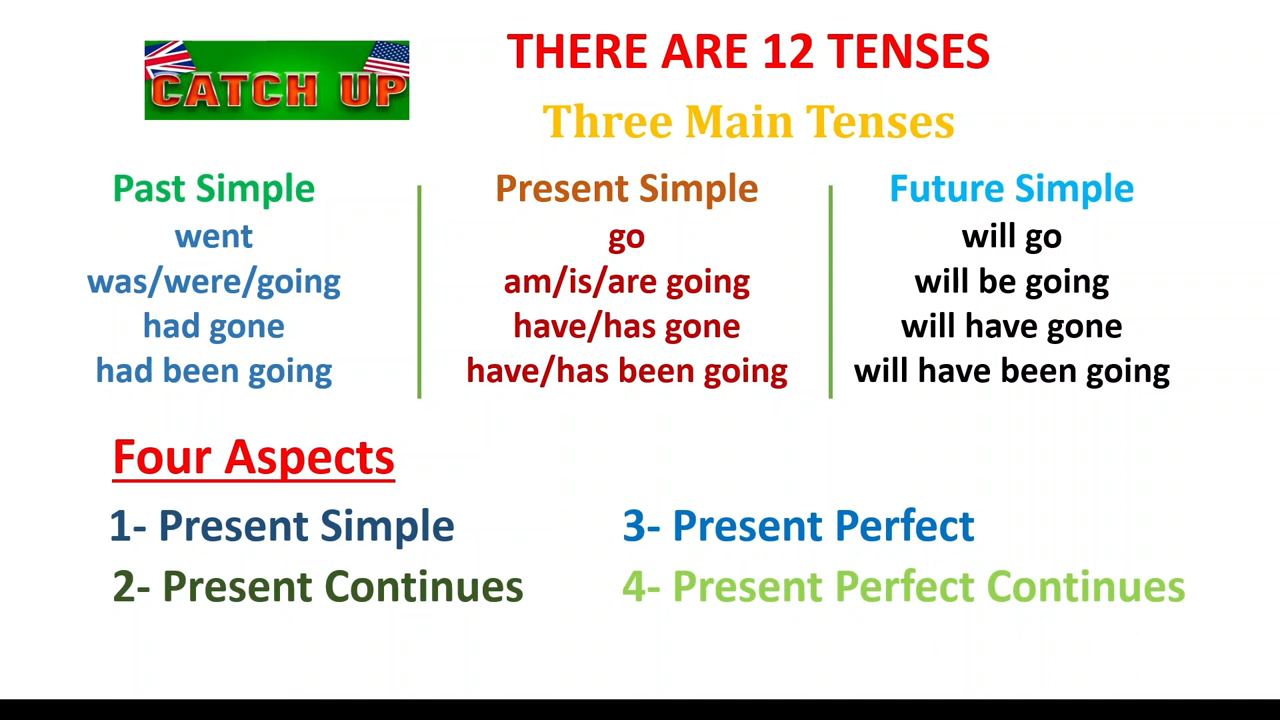 CATCH UP
THERE ARE 12 TENSES
Three Main Tenses
Past Simple
went
was/were/going
had gone
had been going
Present Simple
go
am/is/are going
have/has gone
have/has been going
Future Simple
will go
will be going
will have gone
will have been going
Four Aspects
1- Present Simple
2- Present Continues
3- Present Perfect
4- Present Perfect Continues